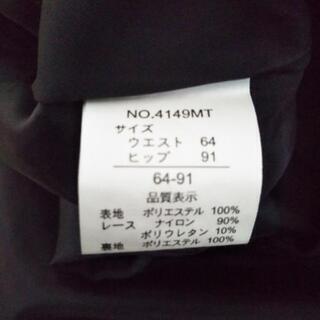 NO.4149MT
サイズ
ウエスト 64
ヒップ 91
64-91
品質表示
表地 ポリエステル 100%
レース ナイロン 90%
ポリウレタン 10%
裏地 ポリエステル 100%